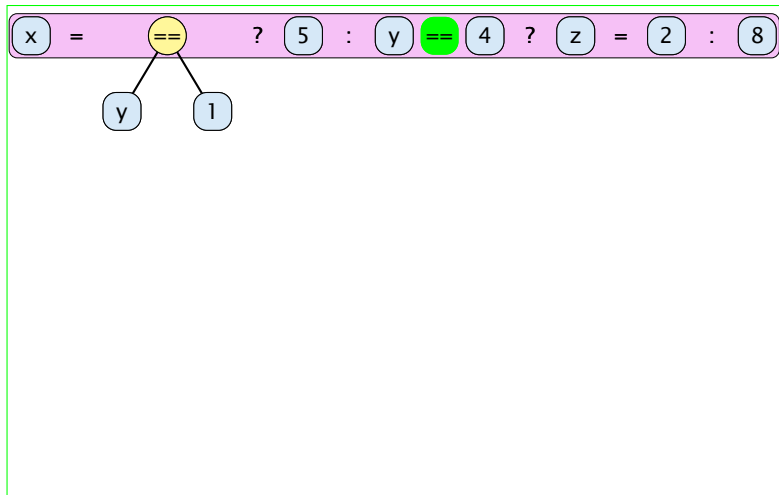 x = == ? 5 : y == 4 ? z = 2 : 8
y 1